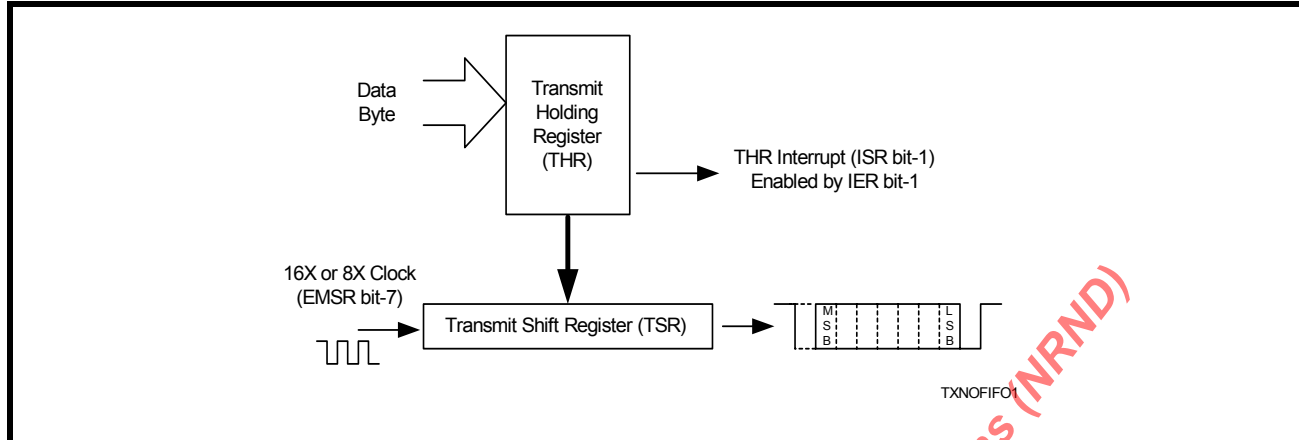 Data
Byte
Transmit
Holding
Register
(THR)
THR Interrupt (ISR bit-1)
Enabled by IER bit-1
16X or 8X Clock
(EMSR bit-7)
Transmit Shift Register (TSR)
M
S
B
L
S
B
TXNOFIFO1
(NRND)